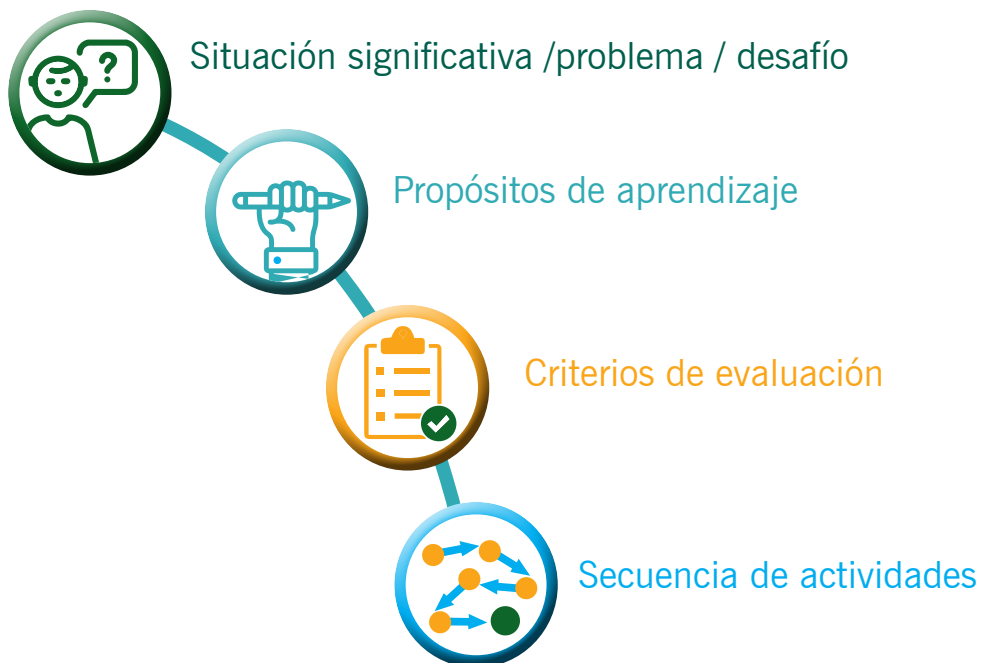 Situación significativa /problema / desafío
?
Propósitos de aprendizaje
Criterios de evaluación
Secuencia de actividades